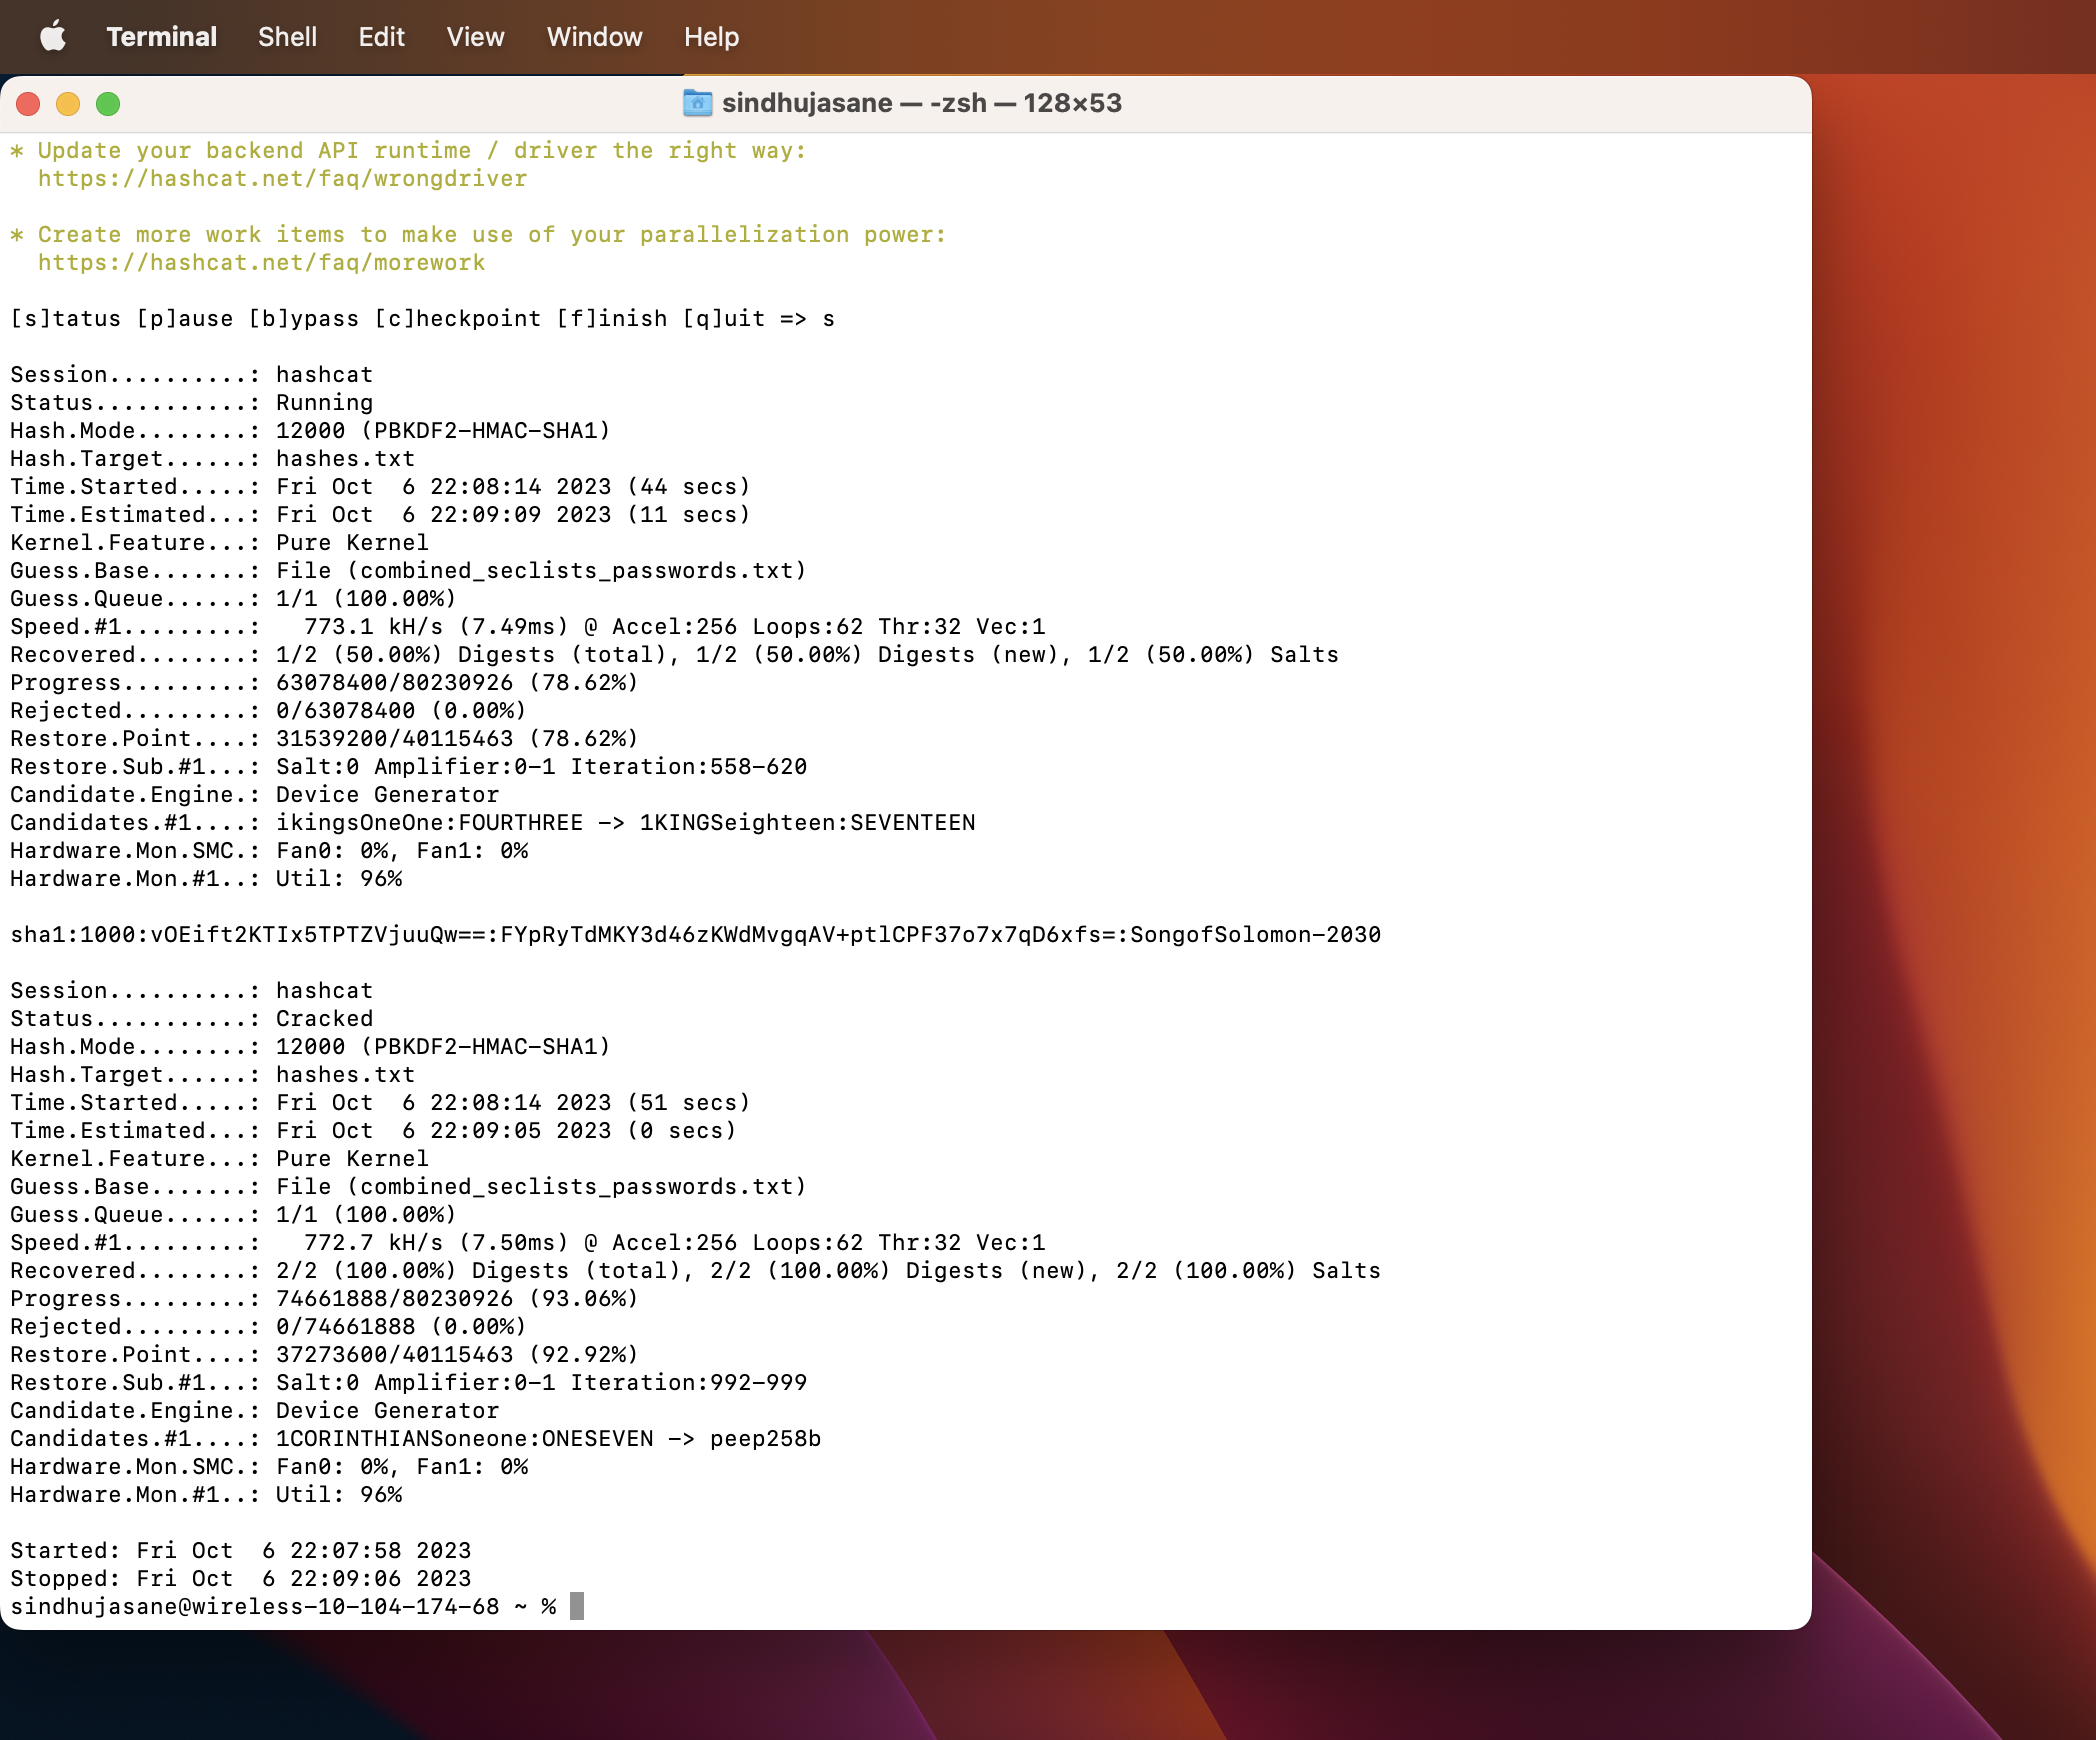 Terminal Shell Edit View Window Help
sindhujasane — -zsh — 128×53
* Update your backend API runtime / driver the right way:
  https://hashcat.net/faq/wrongdriver

* Create more work items to make use of your parallelization power:
  https://hashcat.net/faq/morework

[s]tatus [p]ause [b]ypass [c]heckpoint [f]inish [q]uit => s

Session..........: hashcat
Status...........: Running
Hash.Mode........: 12000 (PBKDF2-HMAC-SHA1)
Hash.Target......: hashes.txt
Time.Started.....: Fri Oct  6 22:08:14 2023 (44 secs)
Time.Estimated...: Fri Oct  6 22:09:09 2023 (11 secs)
Kernel.Feature...: Pure Kernel
Guess.Base.......: File (combined_seclists_passwords.txt)
Guess.Queue......: 1/1 (100.00%)
Speed.#1.........:   773.1 kH/s (7.49ms) @ Accel:256 Loops:62 Thr:32 Vec:1
Recovered........: 1/2 (50.00%) Digests (total), 1/2 (50.00%) Digests (new), 1/2 (50.00%) Salts
Progress.........: 63078400/80230926 (78.62%)
Rejected.........: 0/63078400 (0.00%)
Restore.Point....: 31539200/40115463 (78.62%)
Restore.Sub.#1...: Salt:0 Amplifier:0-1 Iteration:558-620
Candidate.Engine.: Device Generator
Candidates.#1....: ikingsOneOne:FOURTHREE -> 1KINGSeighteen:SEVENTEEN
Hardware.Mon.SMC.: Fan0: 0%, Fan1: 0%
Hardware.Mon.#1..: Util: 96%

sha1:1000:vOEift2KTIx5TPTZVjuuQw==:FYpRyTdMKY3d46zKWdMvgqAV+ptlCPF37o7x7qD6xfs=:SongofSolomon-2030

Session..........: hashcat
Status...........: Cracked
Hash.Mode........: 12000 (PBKDF2-HMAC-SHA1)
Hash.Target......: hashes.txt
Time.Started.....: Fri Oct  6 22:08:14 2023 (51 secs)
Time.Estimated...: Fri Oct  6 22:09:05 2023 (0 secs)
Kernel.Feature...: Pure Kernel
Guess.Base.......: File (combined_seclists_passwords.txt)
Guess.Queue......: 1/1 (100.00%)
Speed.#1.........:   772.7 kH/s (7.50ms) @ Accel:256 Loops:62 Thr:32 Vec:1
Recovered........: 2/2 (100.00%) Digests (total), 2/2 (100.00%) Digests (new), 2/2 (100.00%) Salts
Progress.........: 74661888/80230926 (93.06%)
Rejected.........: 0/74661888 (0.00%)
Restore.Point....: 37273600/40115463 (92.92%)
Restore.Sub.#1...: Salt:0 Amplifier:0-1 Iteration:992-999
Candidate.Engine.: Device Generator
Candidates.#1....: 1CORINTHIANSoneone:ONESEVEN -> peep258b
Hardware.Mon.SMC.: Fan0: 0%, Fan1: 0%
Hardware.Mon.#1..: Util: 96%

Started: Fri Oct  6 22:07:58 2023
Stopped: Fri Oct  6 22:09:06 2023
sindhujasane@wireless-10-104-174-68 ~ %